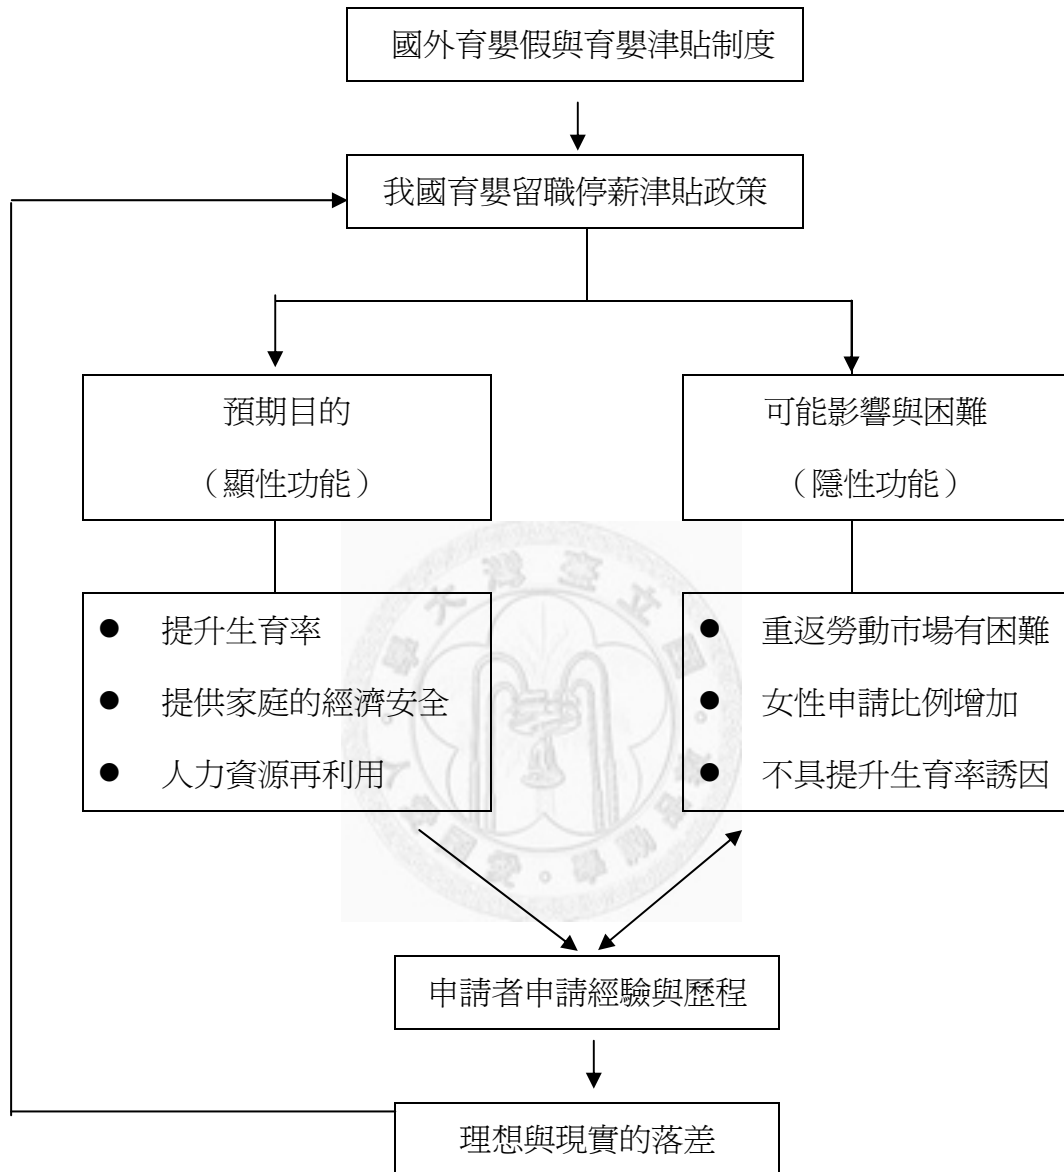 國外育嬰假與育嬰津貼制度
我國育嬰留職停薪津貼政策
預期目的
（顯性功能）
可能影響與困難
（隱性功能）
● 提升生育率
● 提供家庭的經濟安全
● 人力資源再利用
● 重返勞動市場有困難
● 女性申請比例增加
● 不具提升生育率誘因
申請者申請經驗與歷程
理想與現實的落差